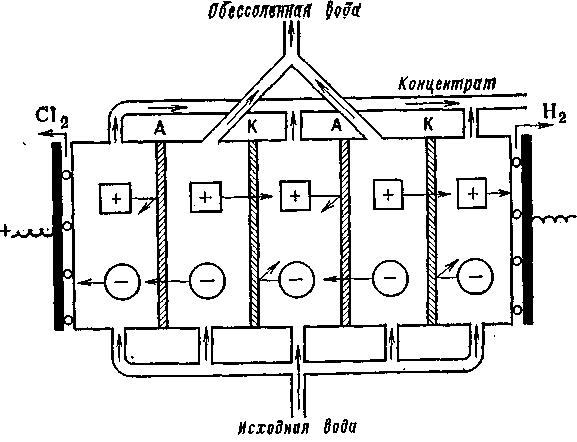 Обессоленная вода
Концентрат
Cl2
H2
А К А К
+ + + + +
+
− − − − −
Исходная вода